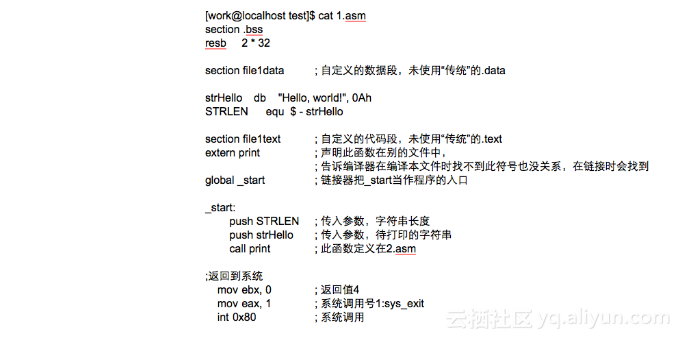 [work@localhost test]$ cat 1.asm
section .bss
resb 2 * 32
section file1data ; 自定义的数据段，未使用“传统”的.data
strHello db "Hello, world!", 0Ah
STRLEN equ $ - strHello
section file1text ; 自定义的代码段，未使用“传统”的.text
extern print ; 声明此函数在别的文件中，
; 告诉编译器在编译本文件时找不到此符号也没关系，在链接时会找到
global _start ; 链接器把_start当作程序的入口
_start:
push STRLEN ; 传入参数，字符串长度
push strHello ; 传入参数，待打印的字符串
call print ; 此函数定义在2.asm
;返回到系统
mov ebx, 0 ; 返回值4
mov eax, 1 ; 系统调用号1:sys_exit
int 0x80 ; 系统调用
云栖社区 yq.aliyun.com